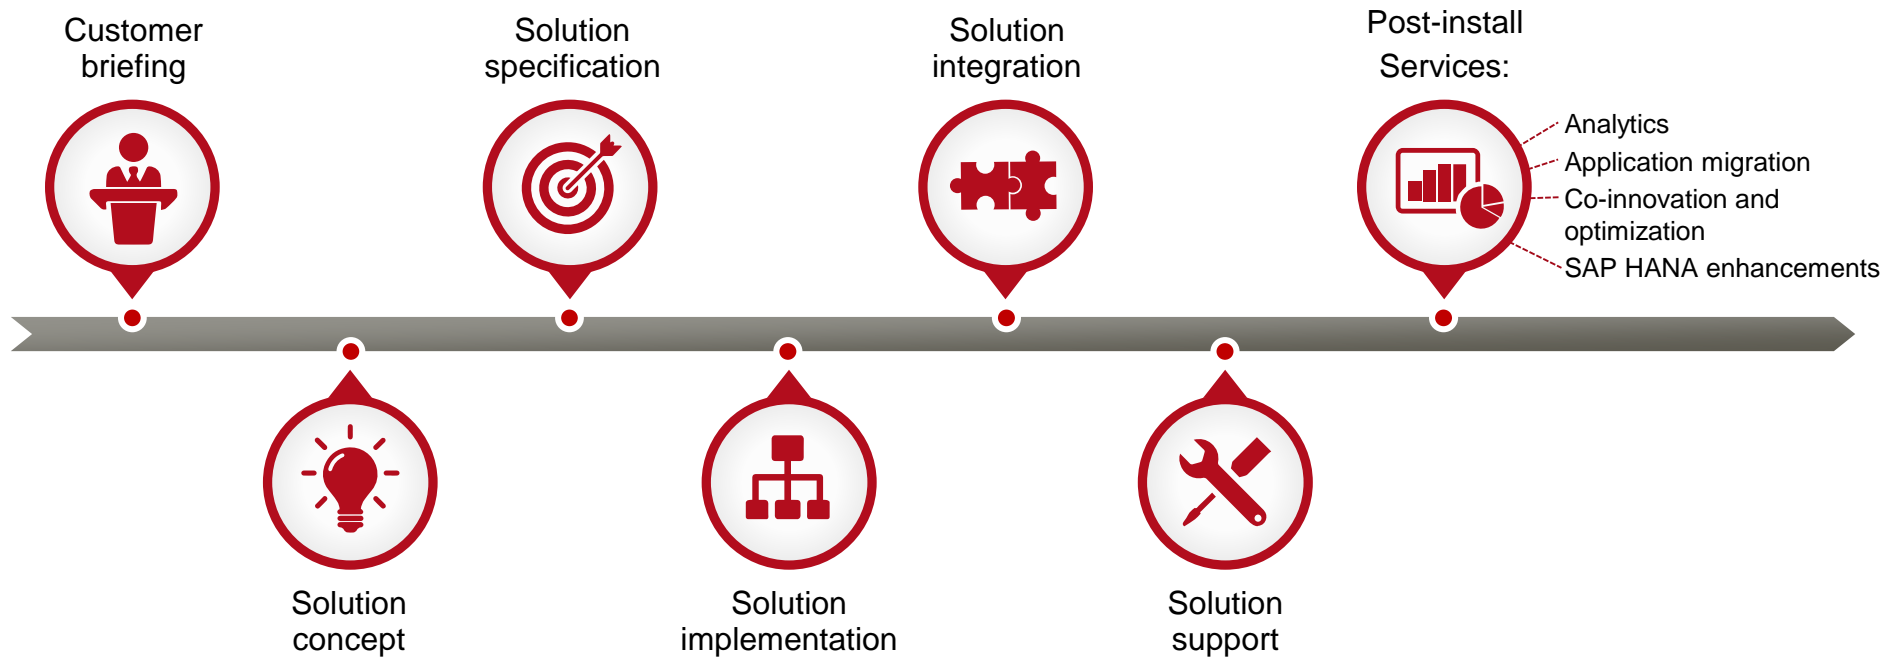 Customer
briefing
Solution
concept
Solution
specification
Solution
implementation
Solution
integration
Solution
support
Post-install
Services:
Analytics
Application migration
Co-innovation and
optimization
SAP HANA enhancements